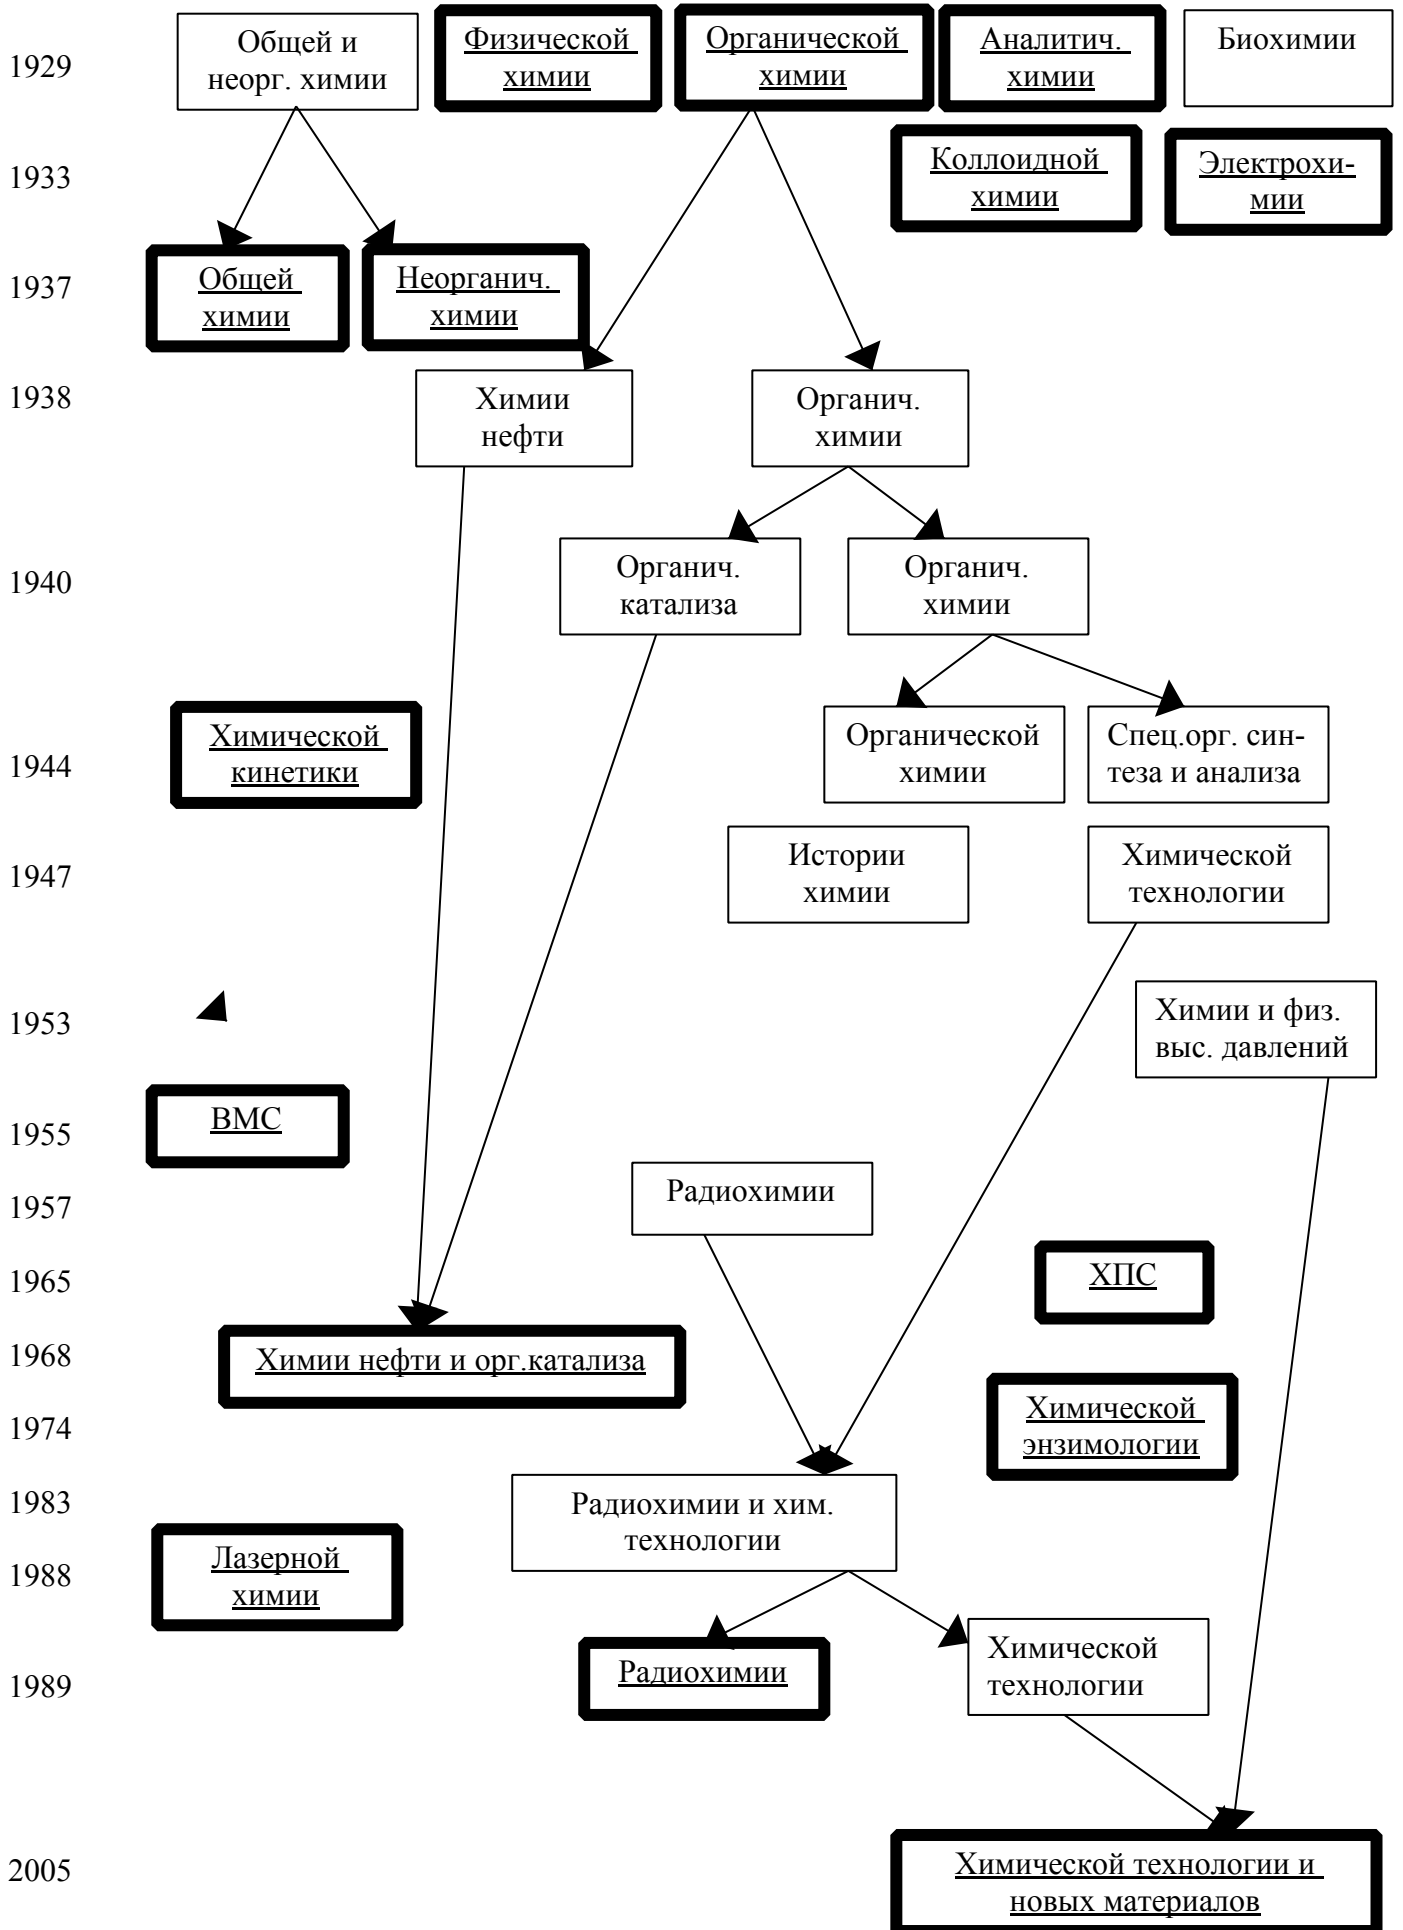 1929
Общей и
неорг. химии
Физической
химии
Органической
химии
Аналитич.
химии
Биохимии
1933
Коллоидной
химии
Электрохи-
мии
1937
Общей
химии
Неорганич.
химии
1938
Химии
нефти
Органич.
химии
1940
Органич.
катализа
Органич.
химии
1944
Химической
кинетики
Органической
химии
Спец.орг. син-
теза и анализа
1947
Истории
химии
Химической
технологии
1953
Химии и физ.
выс. давлений
1955
ВМС
1957
Радиохимии
1965
ХПС
1968
Химии нефти и орг.катализа
1974
Химической
энзимологии
1983
Радиохимии и хим.
технологии
1988
Лазерной
химии
1989
Радиохимии
Химической
технологии
2005
Химической технологии и
новых материалов